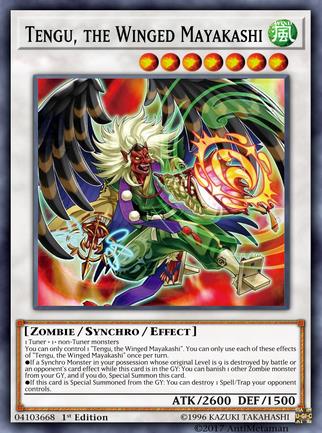 TENGU, THE WINGED MAYAKASHI
WIND
風
[ZOMBIE/SYNCHRO/EFFECT]
1 Tuner + 1+ non-Tuner monsters
You can only control 1 "Tengu, the Winged Mayakashi". You can only use each of these effects
of "Tengu, the Winged Mayakashi" once per turn.
●If a Synchro Monster in your possession whose original Level is 9 is destroyed by battle or
an opponent's card effect while this card is in the GY: You can banish 1 other Zombie monster
from your GY, and if you do, Special Summon this card.
●If this card is Special Summoned from the GY: You can destroy 1 Spell/Trap your opponent
controls.
ATK/2600 DEF/1500
04103668 1st Edition ©1996 KAZUKI TAKAHASHI
©2017 AntiMetaman